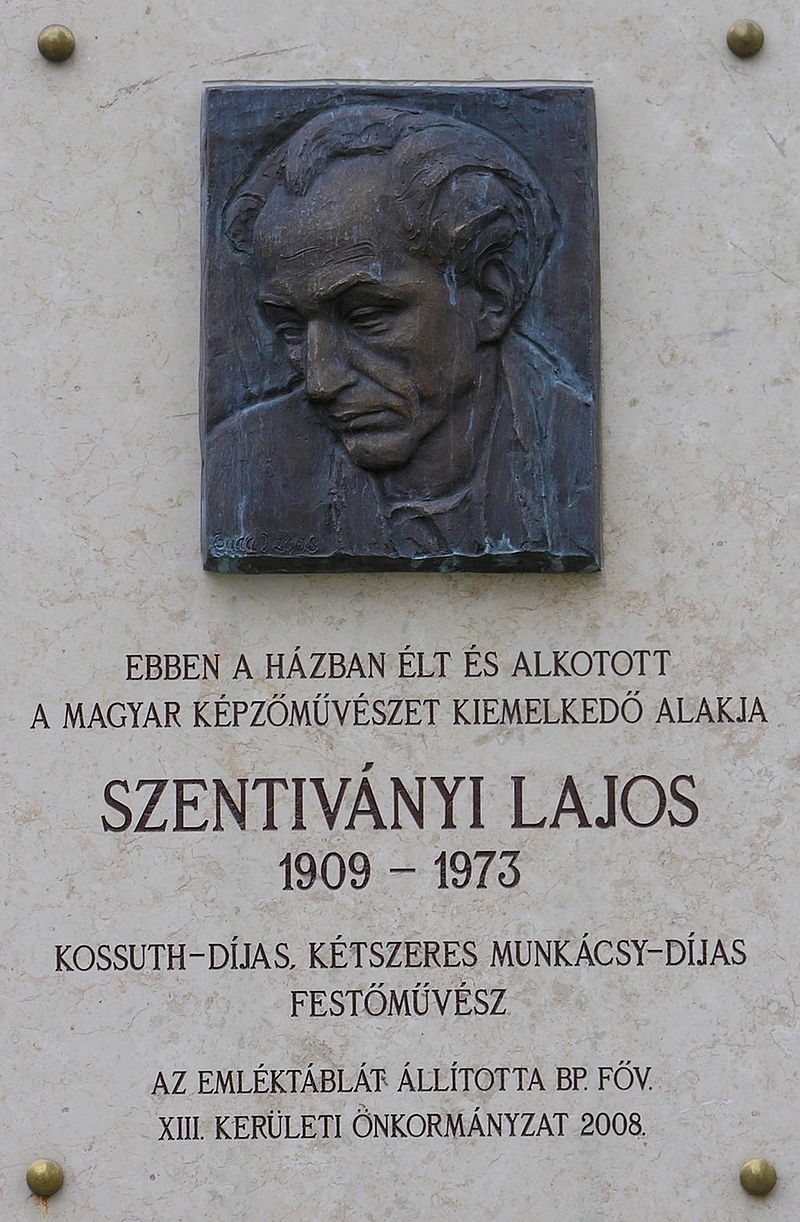 EBBEN A HÁZBAN ÉLT ÉS ALKOTOTT
A MAGYAR KÉPZŐMŰVÉSZET KIEMELKEDŐ ALAKJA
SZENTIVÁNYI LAJOS
1909 – 1973
KOSSUTH-DÍJAS, KÉTSZERES MUNKÁCSY-DÍJAS
FESTŐMŰVÉSZ
AZ EMLÉKTÁBLÁT ÁLLÍTOTTA BP. FŐV.
XIII. KERÜLETI ÖNKORMÁNYZAT 2008.